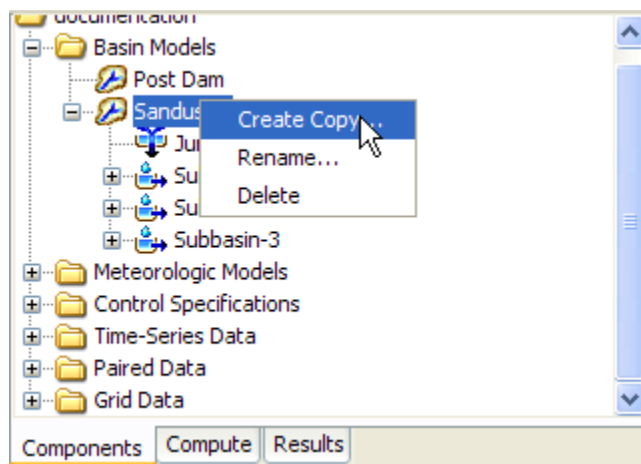 documentation
Basin Models
Post Dam
Create Copy...
Rename...
Delete
Subbasin-3
Meteorologic Models
Control Specifications
Time-Series Data
Paired Data
Grid Data
Components Compute Results